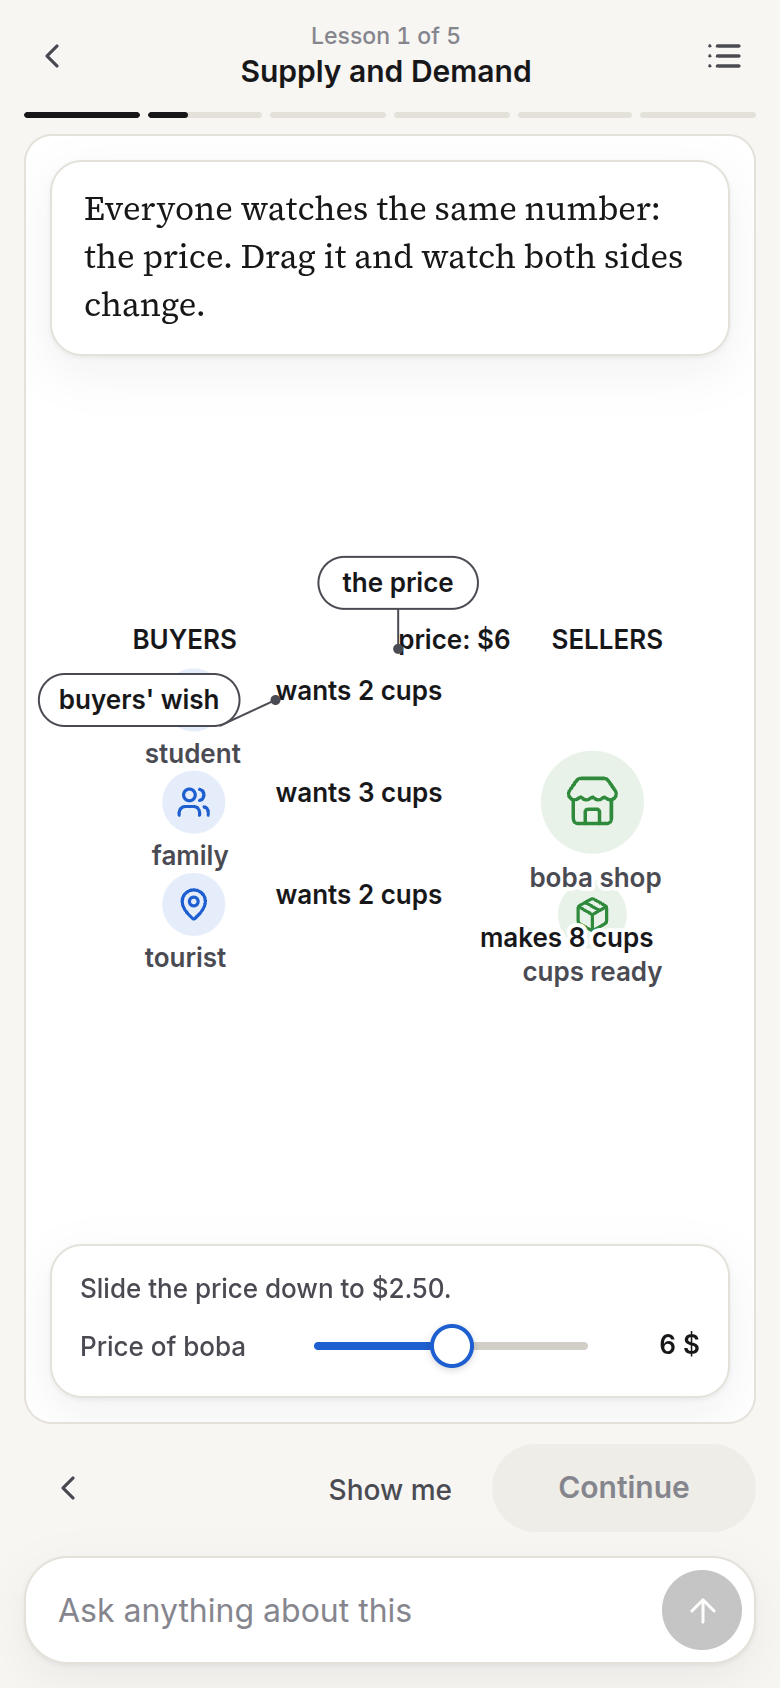 Lesson 1 of 5
Supply and Demand
Everyone watches the same number:
the price. Drag it and watch both sides
change.
the price
BUYERS
price: $6
SELLERS
buyers' wish
wants 2 cups
student
wants 3 cups
family
boba shop
wants 2 cups
makes 8 cups
tourist
cups ready
Slide the price down to $2.50.
Price of boba
6 $
Show me
Continue
Ask anything about this